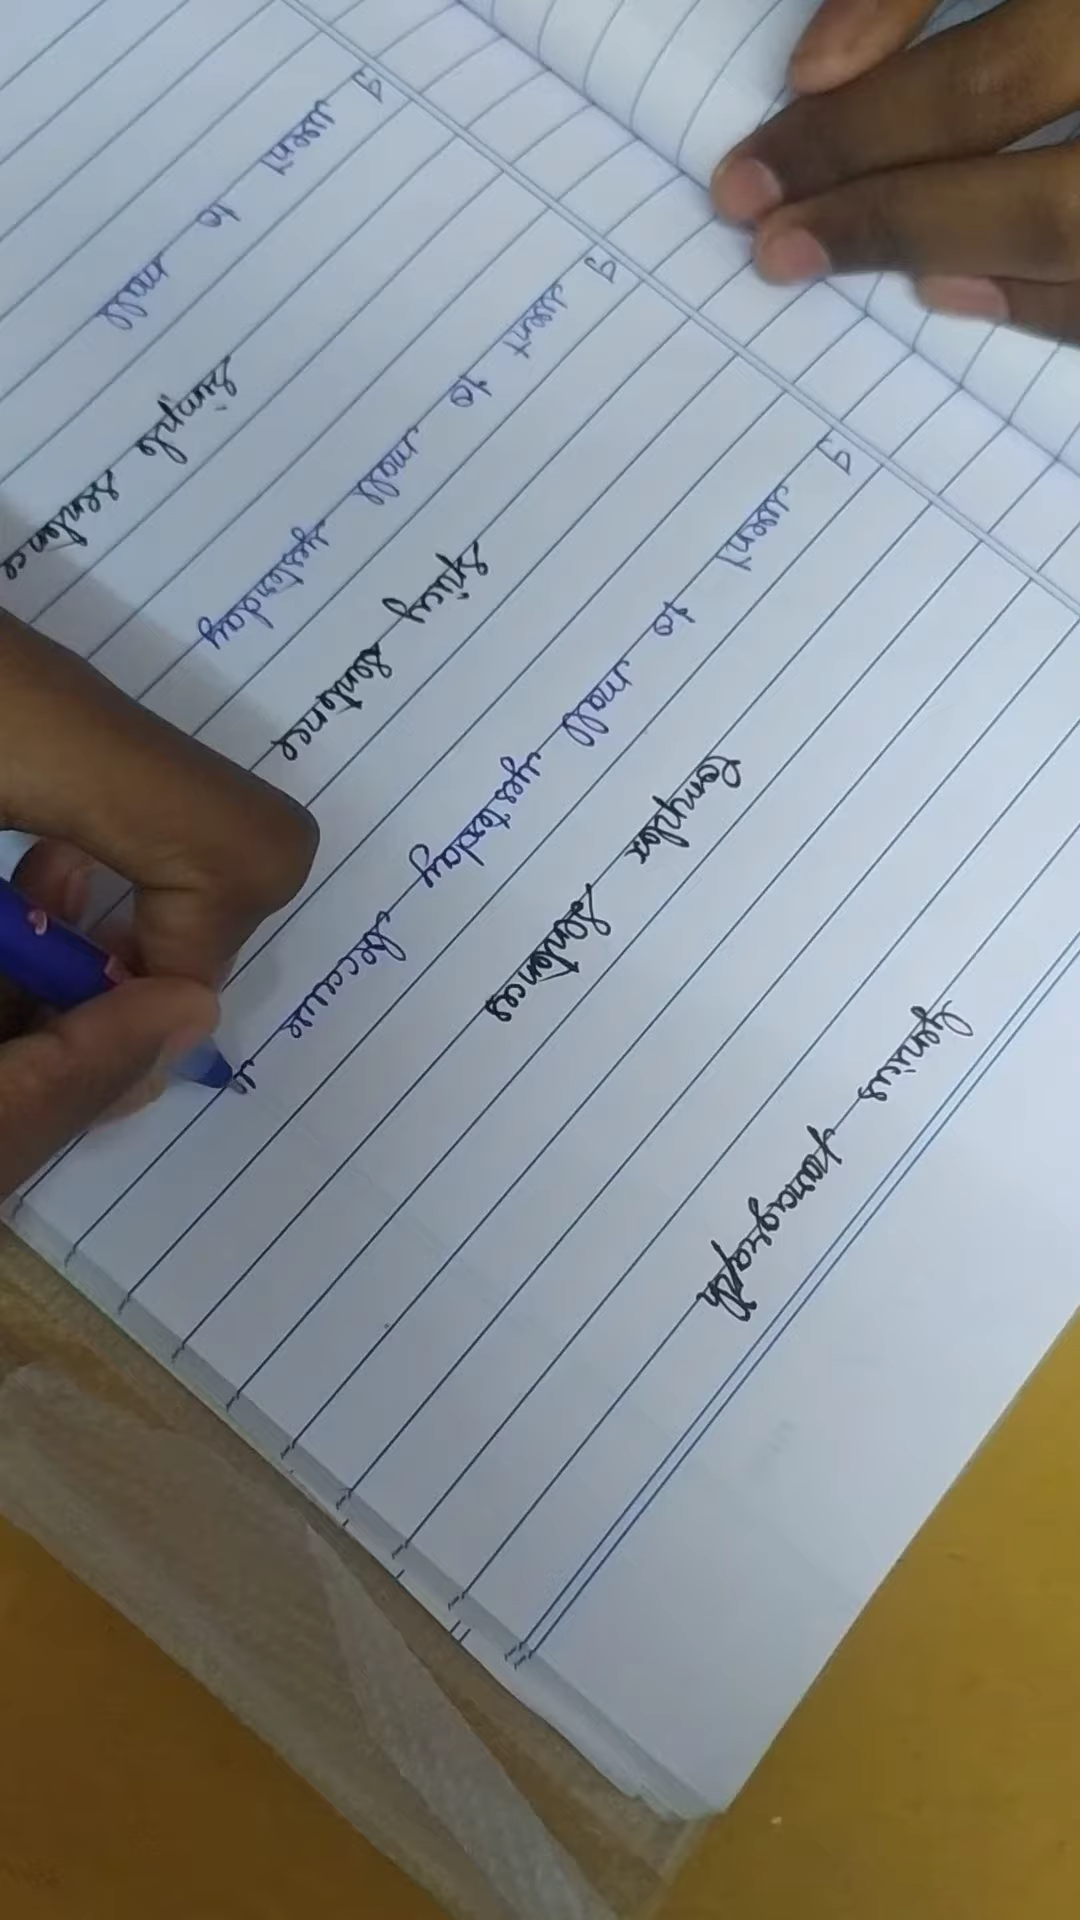 Genius paragraph
I went to mall yesterday because
Complex Sentences
I went to mall yesterday
Spicy Sentence
I went to mall
Simple Sentence